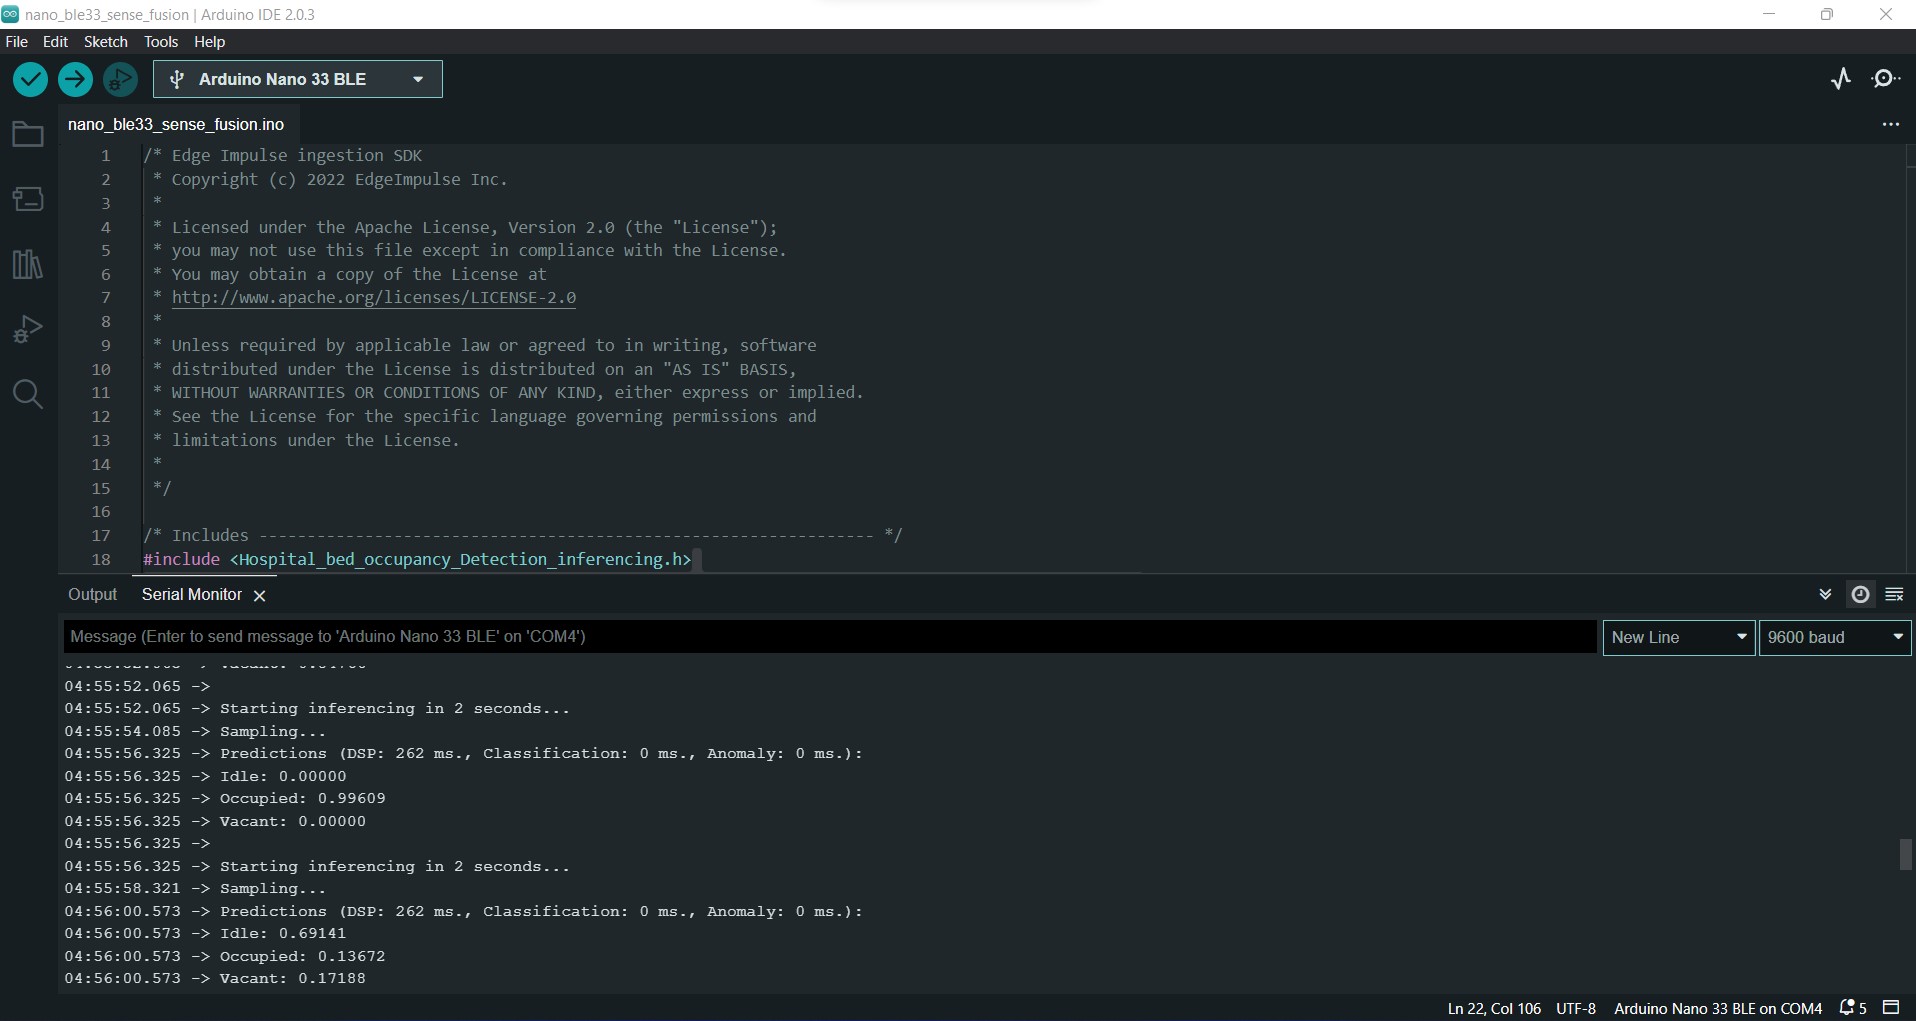 nano_ble33_sense_fusion | Arduino IDE 2.0.3
File Edit Sketch Tools Help
Arduino Nano 33 BLE
nano_ble33_sense_fusion.ino
1 /* Edge Impulse ingestion SDK
2 * Copyright (c) 2022 EdgeImpulse Inc.
3 *
4 * Licensed under the Apache License, Version 2.0 (the "License");
5 * you may not use this file except in compliance with the License.
6 * You may obtain a copy of the License at
7 * http://www.apache.org/licenses/LICENSE-2.0
8 *
9 * Unless required by applicable law or agreed to in writing, software
10 * distributed under the License is distributed on an "AS IS" BASIS,
11 * WITHOUT WARRANTIES OR CONDITIONS OF ANY KIND, either express or implied.
12 * See the License for the specific language governing permissions and
13 * limitations under the License.
14 *
15 */
16
17 /* Includes ---------------------------------------------------------------- */
18 #include <Hospital_bed_occupancy_Detection_inferencing.h>
Output Serial Monitor
Message (Enter to send message to 'Arduino Nano 33 BLE' on 'COM4') New Line 9600 baud
04:55:52.065 ->
04:55:52.065 -> Starting inferencing in 2 seconds...
04:55:54.085 -> Sampling...
04:55:56.325 -> Predictions (DSP: 262 ms., Classification: 0 ms., Anomaly: 0 ms.):
04:55:56.325 -> Idle: 0.00000
04:55:56.325 -> Occupied: 0.99609
04:55:56.325 -> Vacant: 0.00000
04:55:56.325 ->
04:55:56.325 -> Starting inferencing in 2 seconds...
04:55:58.321 -> Sampling...
04:56:00.573 -> Predictions (DSP: 262 ms., Classification: 0 ms., Anomaly: 0 ms.):
04:56:00.573 -> Idle: 0.69141
04:56:00.573 -> Occupied: 0.13672
04:56:00.573 -> Vacant: 0.17188
Ln 22, Col 106 UTF-8 Arduino Nano 33 BLE on COM4 5